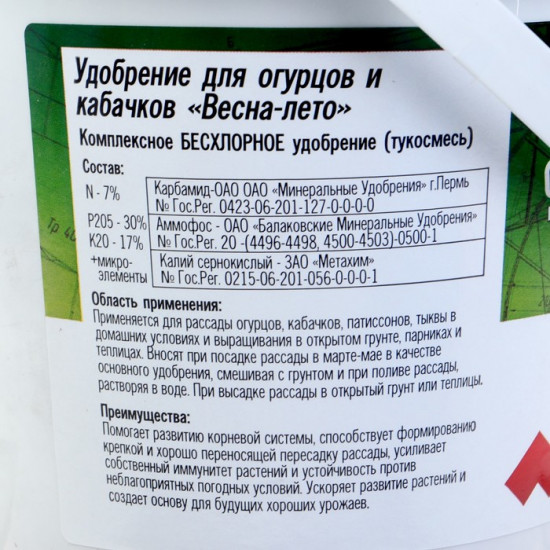 Удобрение для огурцов и
кабачков «Весна-лето»
Комплексное БЕСХЛОРНОЕ удобрение (тукосмесь)
Состав:
N - 7%
Карбамид-ОАО ОАО «Минеральные Удобрения» г.Пермь
№ Гос.Рег. 0423-06-201-127-0-0-0-0
P205 - 30%
Аммофос - ОАО «Балаковские Минеральные Удобрения»
K20 - 17%
№ Гос.Рег. 20 -(4496-4498, 4500-4503)-0500-1
+микро-
элементы
Калий сернокислый - ЗАО «Метахим»
№ Гос.Рег. 0215-06-201-056-0-0-0-1
Область применения:
Применяется для рассады огурцов, кабачков, патиссонов, тыквы в
домашних условиях и выращивания в открытом грунте, парниках и
теплицах. Вносят при посадке рассады в марте-мае в качестве
основного удобрения, смешивая с грунтом и при поливе рассады,
растворяя в воде. При высадке рассады в открытый грунт или теплицы.
Преимущества:
Помогает развитию корневой системы, способствует формированию
крепкой и хорошо переносящей пересадку рассады, усиливает
собственный иммунитет растений и устойчивость против
неблагоприятных погодных условий. Ускоряет развитие растений и
создает основу для будущих хороших урожаев.